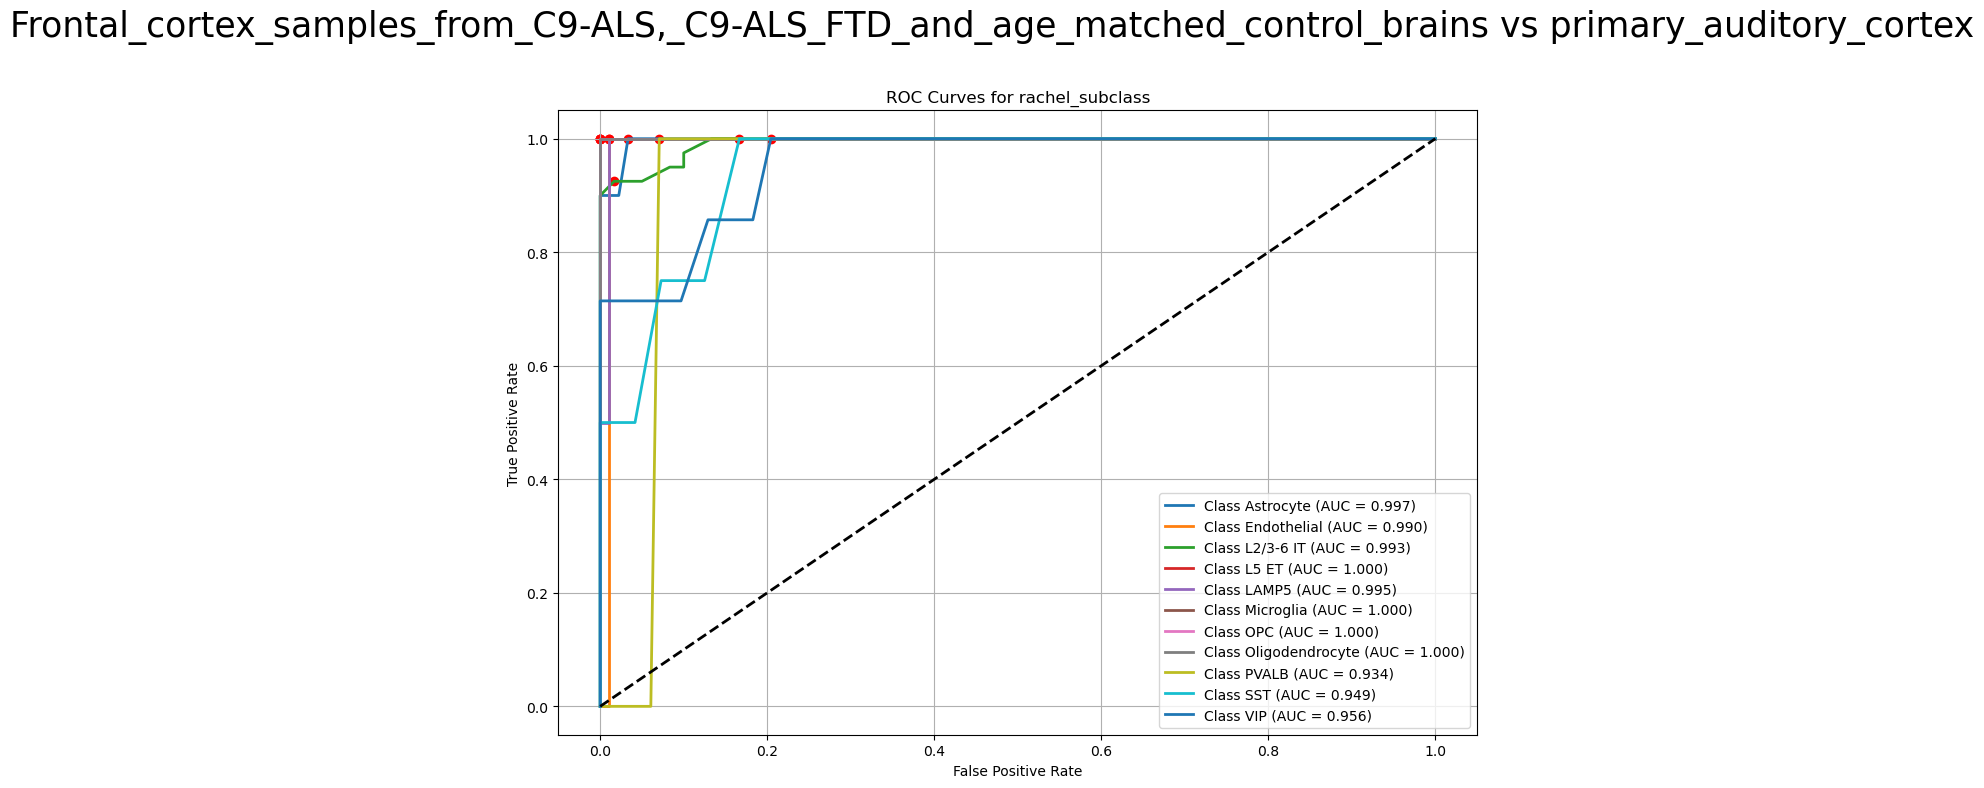 Frontal_cortex_samples_from_C9-ALS,_C9-ALS_FTD_and_age_matched_control_brains vs primary_auditory_cortex
ROC Curves for rachel_subclass
True Positive Rate
1.0
0.8
0.6
0.4
0.2
0.0
Class Astrocyte (AUC = 0.997)
Class Endothelial (AUC = 0.990)
Class L2/3-6 IT (AUC = 0.993)
Class L5 ET (AUC = 1.000)
Class LAMP5 (AUC = 0.995)
Class Microglia (AUC = 1.000)
Class OPC (AUC = 1.000)
Class Oligodendrocyte (AUC = 1.000)
Class PVALB (AUC = 0.934)
Class SST (AUC = 0.949)
Class VIP (AUC = 0.956)
0.0 0.2 0.4 0.6 0.8 1.0
False Positive Rate